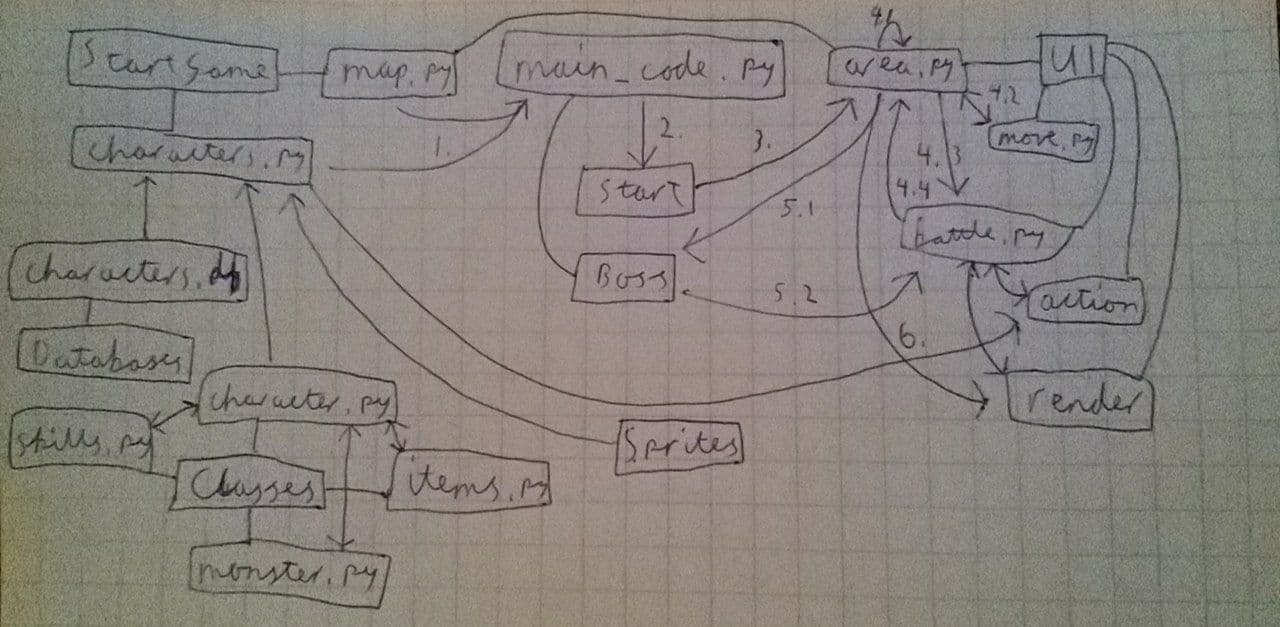 Start Game
map.py
main_code.py
4.
area.py
UI
4.2
move.py
characters.py
1.
2.
3.
Start
4.3
4.4
5.1
battle.py
Boss
5.2
action
characters.
Databases
6.
render
character.py
skills.py
Sprites
Classes
items.py
monster.py